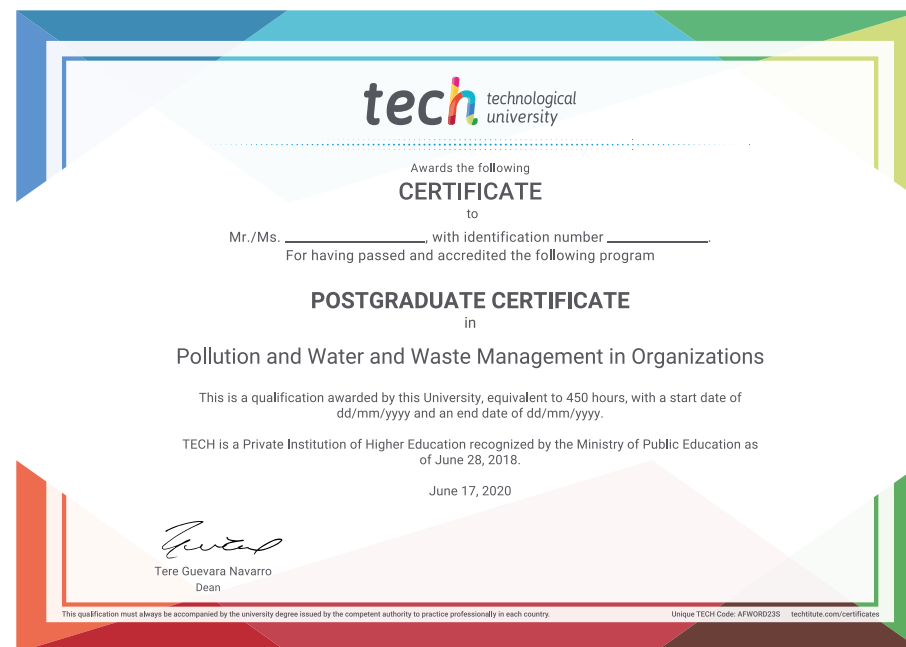 tech technological
university
Awards the following
CERTIFICATE
to
Mr./Ms. ____________________, with identification number ______________.
For having passed and accredited the following program
POSTGRADUATE CERTIFICATE
in
Pollution and Water and Waste Management in Organizations
This is a qualification awarded by this University, equivalent to 450 hours, with a start date of
dd/mm/yyyy and an end date of dd/mm/yyyy.
TECH is a Private Institution of Higher Education recognized by the Ministry of Public Education as
of June 28, 2018.
June 17, 2020
Tere Guevara Navarro
Dean
This qualification must always be accompanied by the university degree issued by the competent authority to practice professionally in each country. Unique TECH Code: AFWORD23S techtitute.com/certificates